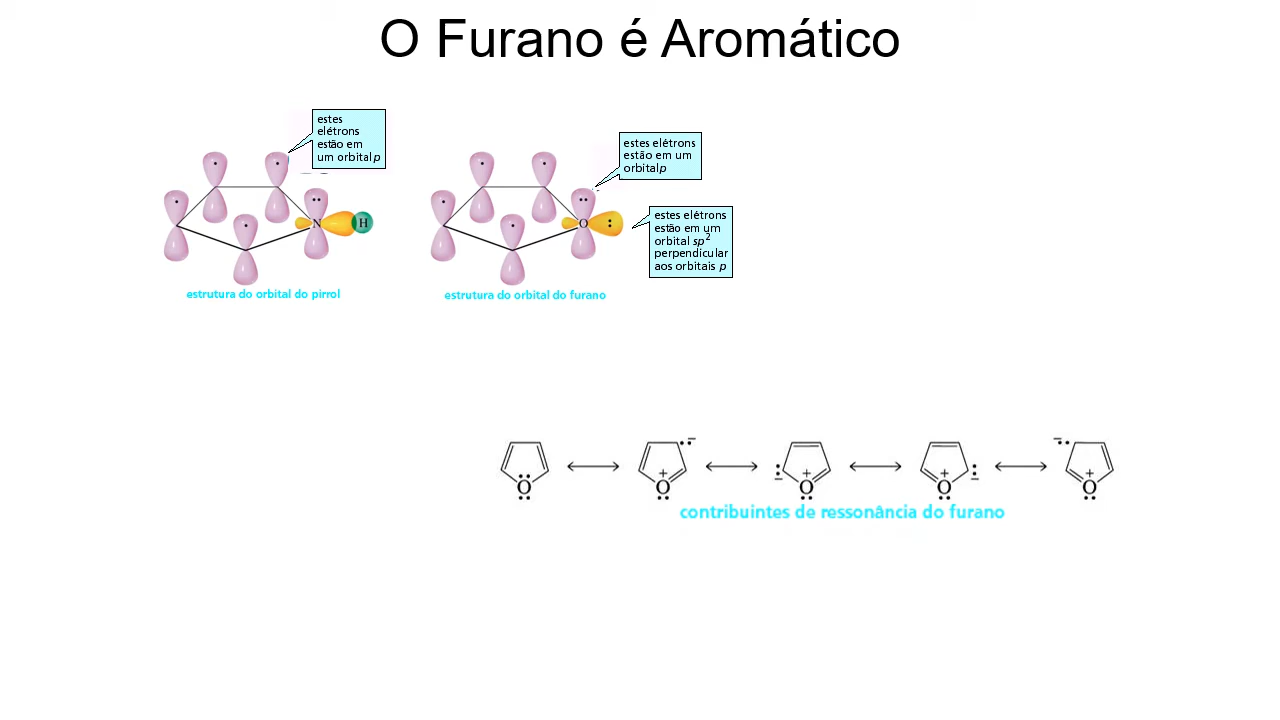 O Furano é Aromático
estes
elétrons
estão em
um orbital p
N
H
estrutura do orbital do pirrol
estes elétrons
estão em um
orbital p
O
estes elétrons
estão em um
orbital sp²
perpendicular
aos orbitais p
estrutura do orbital do furano
O
O
O
O
O
contribuintes de ressonância do furano